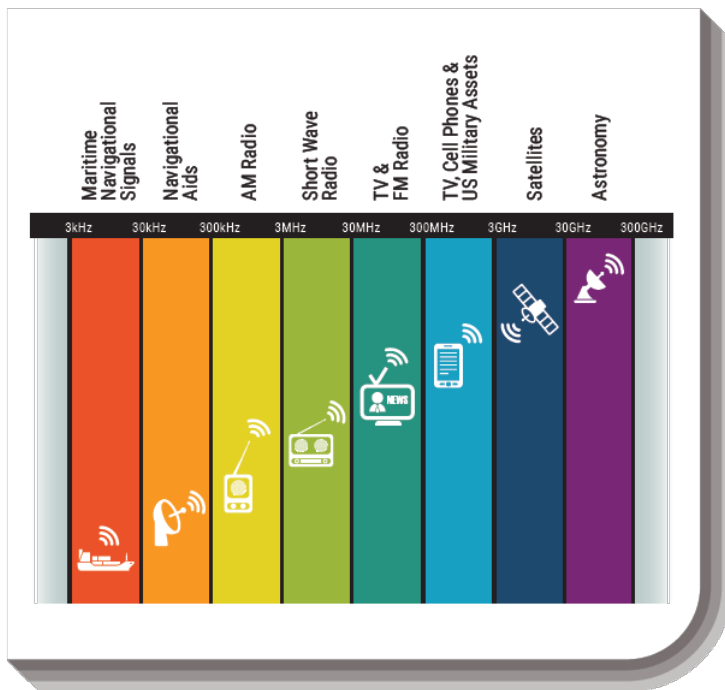 Maritime
Navigational
Signals
Navigational
Aids
AM Radio
Short Wave
Radio
TV &
FM Radio
TV, Cell Phones &
US Military Assets
Satellites
Astronomy
3kHz 30kHz 300kHz 3MHz 30MHz 300MHz 3GHz 30GHz 300GHz
NEWS